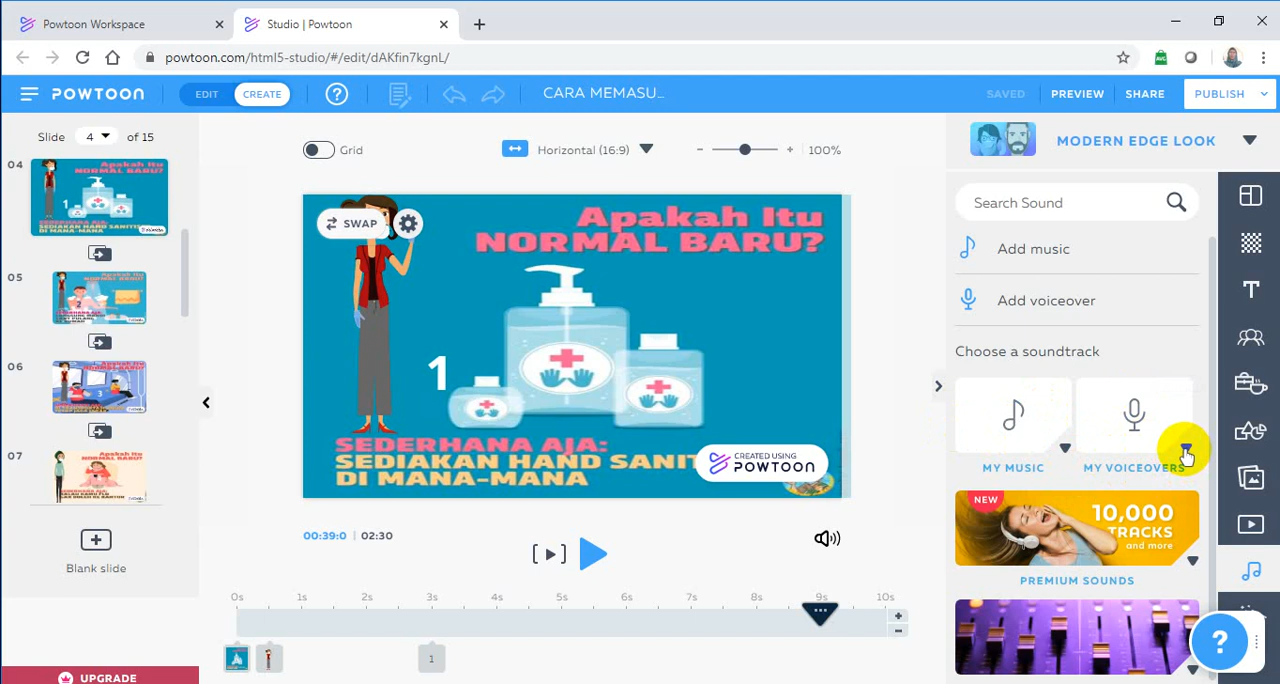 Powtoon Workspace
Studio | Powtoon
powtoon.com/html5-studio/#/edit/dAKfin7kgnL/
POWTOON
EDIT
CREATE
CARA MEMASU...
SAVED
PREVIEW
SHARE
PUBLISH
Slide
4
of 15
Grid
Horizontal (16:9)
- +
100%
MODERN EDGE LOOK
04
05
06
07
Blank slide
UPGRADE
SWAP
Apakah Itu
NORMAL BARU?
1
SEDERHANA AJA:
SEDIAKAN HAND SANIT
DI MANA-MANA
CREATED USING
POWTOON
00:39:0 | 02:30
0s 1s 2s 3s 4s 5s 6s 7s 8s 9s 10s
1
Search Sound
Add music
Add voiceover
Choose a soundtrack
MY MUSIC
MY VOICEOVERS
NEW
10,000
TRACKS
and more
PREMIUM SOUNDS
?